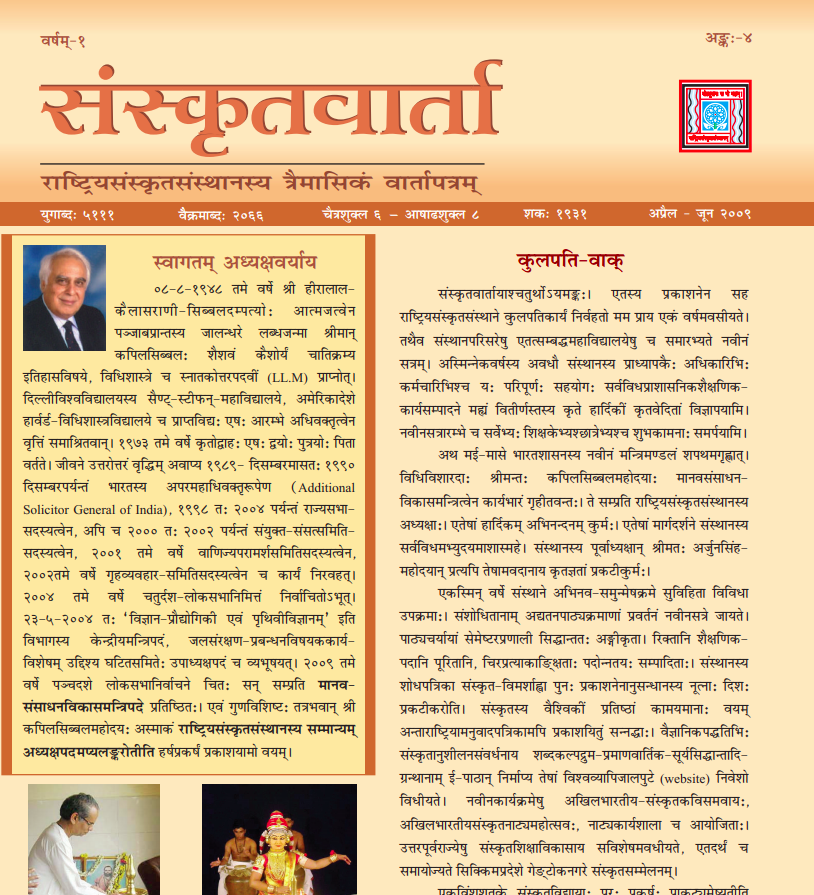 वर्षम्-१
अङ्कः-४
संस्कृतवार्ता
राष्ट्रियसंस्कृतसंस्थानस्य त्रैमासिकं वार्तापत्रम्
युगाब्दः ५१११ वैक्रमाब्दः २०६६ चैत्रशुक्ल ६ – आषाढशुक्ल ८ शकः १९३१ अप्रैल - जून २००९
स्वागतम् अध्यक्षवर्याय
०८-८-१९४८ तमे वर्षे श्री हीरालाल-
कैलासराणी-सिब्बलदम्पत्योः आत्मजत्वेन
पञ्जाबप्रान्तस्य जालन्धरे लब्धजन्मा श्रीमान्
कपिलसिब्बलः शैशवं कैशोर्यं चातिक्रम्य
इतिहासविषये, विधिशास्त्रे च स्नातकोत्तरपदवीं (LL.M) प्राप्नोत्।
दिल्लीविश्वविद्यालयस्य सैण्ट्-स्टीफन्-महाविद्यालये, अमेरिकादेशे
हार्वर्ड-विधिशास्त्रविद्यालये च प्राप्तविद्यः एषः आरम्भे अधिवक्तृत्वेन
वृत्तिं समाश्रितवान्। १९७३ तमे वर्षे कृतोद्वाहः एषः द्वयोः पुत्रयोः पिता
वर्तते। जीवने उत्तरोत्तरं वृद्धिम् अवाप्य १९८९- दिसम्बरमासतः १९९०
दिसम्बरपर्यन्तं भारतस्य अपरमहाधिवक्तृरूपेण (Additional
Solicitor General of India), १९९८ तः २००४ पर्यन्तं राज्यसभा-
सदस्यत्वेन, अपि च २००० तः २००२ पर्यन्तं संयुक्त-संसत्समिति-
सदस्यत्वेन, २००१ तमे वर्षे वाणिज्यपरामर्शसमितिसदस्यत्वेन,
२००२तमे वर्षे गृहव्यवहार-समितिसदस्यत्वेन च कार्यं निरवहत्।
२००४ तमे वर्षे चतुर्दश-लोकसभानिमित्तं निर्वाचितोऽभूत्।
२३-५-२००४ तः ‘विज्ञान-प्रौद्योगिकी एवं पृथिवीविज्ञानम्’ इति
विभागस्य केन्द्रीयमन्त्रिपदं, जलसंरक्षण-प्रबन्धनविषयककार्य-
विशेषम् उद्दिश्य घटितसमितेः उपाध्यक्षपदं च व्यभूषयत्। २००९ तमे
वर्षे पञ्चदशे लोकसभानिर्वाचने चितः सन् सम्प्रति मानव-
संसाधनविकासमन्त्रिपदे प्रतिष्ठितः। एवं गुणविशिष्टः तत्रभवान् श्री
कपिलसिब्बलमहोदयः अस्माकं राष्ट्रियसंस्कृतसंस्थानस्य सम्मान्यम्
अध्यक्षपदमप्यलङ्करोतीति हर्षप्रकर्षं प्रकाशयामो वयम्।
कुलपति-वाक्
संस्कृतवार्तायाश्चतुर्थोऽयमङ्कः। एतस्य प्रकाशनेन सह
राष्ट्रियसंस्कृतसंस्थाने कुलपतिकार्यं निर्वहतो मम प्राय एकं वर्षमवसीयते।
तथैव संस्थानपरिसरेषु एतत्सम्बद्धमहाविद्यालयेषु च समारभ्यते नवीनं
सत्रम्। अस्मिन्नेकवर्षस्य अवधौ संस्थानस्य प्राध्यापकैः अधिकारिभिः
कर्मचारिभिश्च यः परिपूर्णः सहयोगः सर्वविधप्राशासनिकशैक्षणिक-
कार्यसम्पादने मह्यं वितीर्णस्तस्य कृते हार्दिकीं कृतवेदितां विज्ञापयामि।
नवीनसत्रारम्भे च सर्वेभ्यः शिक्षकेभ्यश्छात्रेभ्यश्च शुभकामनाः समर्पयामि।
अथ मई-मासे भारतशासनस्य नवीनं मन्त्रिमण्डलं शपथमगृह्णात्।
विधिविशारदाः श्रीमन्तः कपिलसिब्बलमहोदयाः मानवसंसाधन-
विकासमन्त्रित्वेन कार्यभारं गृहीतवन्तः। ते सम्प्रति राष्ट्रियसंस्कृतसंस्थानस्य
अध्यक्षाः। एतेषां हार्दिकम् अभिनन्दनम् कुर्मः। एतेषां मार्गदर्शने संस्थानस्य
सर्वविधमभ्युदयमाशास्महे। संस्थानस्य पूर्वाध्यक्षान् श्रीमतः अर्जुनसिंह-
महोदयान् प्रत्यपि तेषामवदानाय कृतज्ञतां प्रकटीकुर्मः।
एकस्मिन् वर्षे संस्थाने अभिनव-समुन्मेषक्रमे सुविहिता विविधा
उपक्रमाः। संशोधितानाम् अद्यतनपाठ्यक्रमाणां प्रवर्तनं नवीनसत्रे जायते।
पाठ्यचर्यायां सेमेष्टरप्रणाली सिद्धान्ततः अङ्गीकृता। रिक्तानि शैक्षणिक-
पदानि पूरितानि, चिरप्रत्याकाङ्क्षिताः पदोन्नतयः सम्पादिताः। संस्थानस्य
शोधपत्रिका संस्कृत-विमर्शाह्वा पुनः प्रकाशनेनानुसन्धानस्य नूत्नाः दिशः
प्रकटीकरोति। संस्कृतस्य वैश्विकीं प्रतिष्ठां कामयमानाः वयम्
अन्ताराष्ट्रियामनुवादपत्रिकामपि प्रकाशयितुं सन्नद्धाः। वैज्ञानिकपद्धतिभिः
संस्कृतानुशीलनसंवर्धनाय शब्दकल्पद्रुम-प्रमाणवार्तिक-सूर्यसिद्धान्तादि-
ग्रन्थानाम् ई-पाठान् निर्माप्य तेषां विश्वव्यापिजालपुटे (website) निवेशो
विधीयते। नवीनकार्यक्रमेषु अखिलभारतीय-संस्कृतकविसमवायः,
अखिलभारतीयसंस्कृतनाट्यमहोत्सवः, नाट्यकार्यशाला च आयोजिताः।
उत्तरपूर्वराज्येषु संस्कृतशिक्षाविकासाय सविशेषमवधीयते, एतदर्थं च
समायोज्यते सिक्किमप्रदेशे गेङ्टोकनगरे संस्कृतसम्मेलनम्।